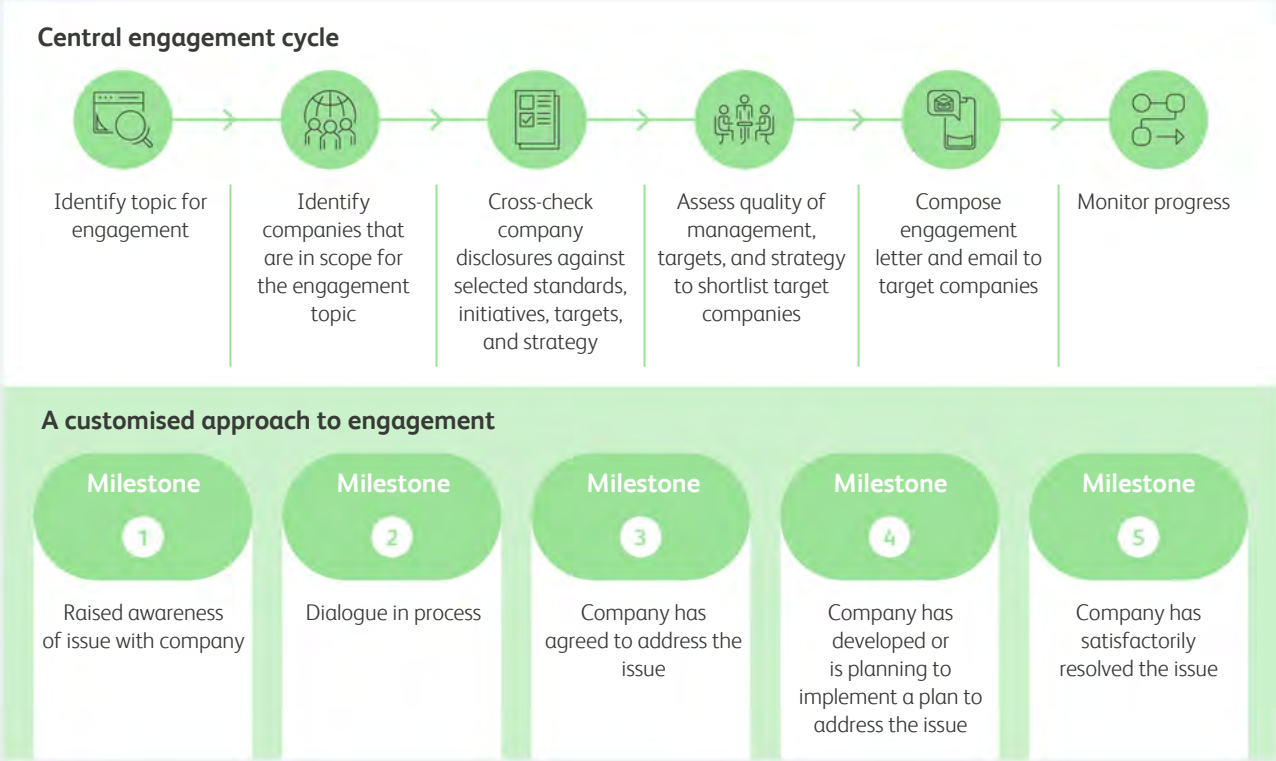 Central engagement cycle
Identify topic for
engagement
Identify
companies that
are in scope for
the engagement
topic
Cross-check
company
disclosures against
selected standards,
initiatives, targets,
and strategy
Assess quality of
management,
targets, and strategy
to shortlist target
companies
Compose
engagement
letter and email to
target companies
Monitor progress
A customised approach to engagement
Milestone
1
Raised awareness
of issue with company
Milestone
2
Dialogue in process
Milestone
3
Company has
agreed to address the
issue
Milestone
4
Company has
developed or
is planning to
implement a plan to
address the issue
Milestone
5
Company has
satisfactorily
resolved the issue